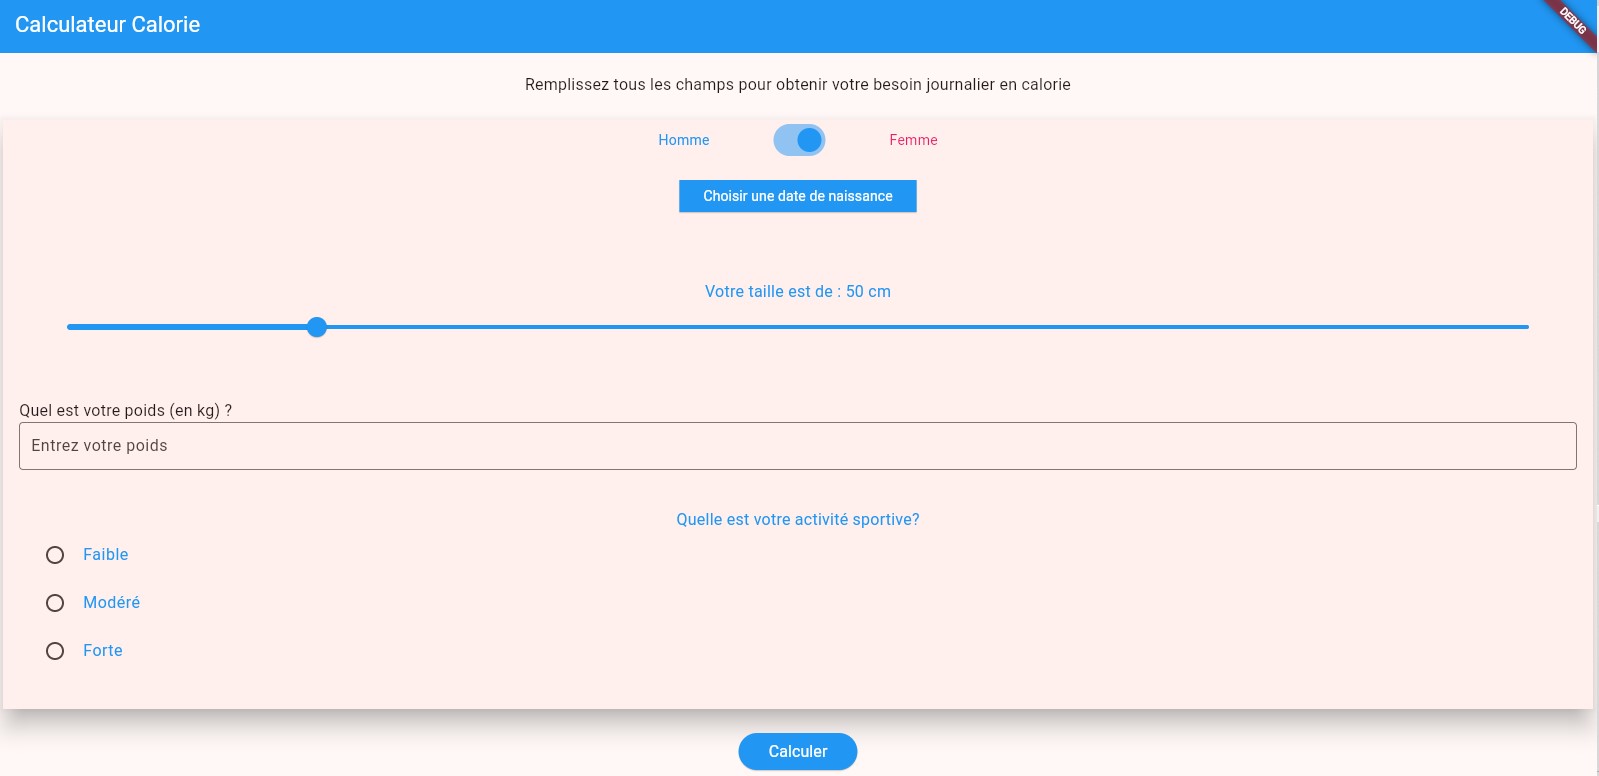 Calculateur Calorie
DEBUG
Remplissez tous les champs pour obtenir votre besoin journalier en calorie
Homme Femme
Choisir une date de naissance
Votre taille est de : 50 cm
Quel est votre poids (en kg) ?
Entrez votre poids
Quelle est votre activité sportive?
Faible
Modéré
Forte
Calculer